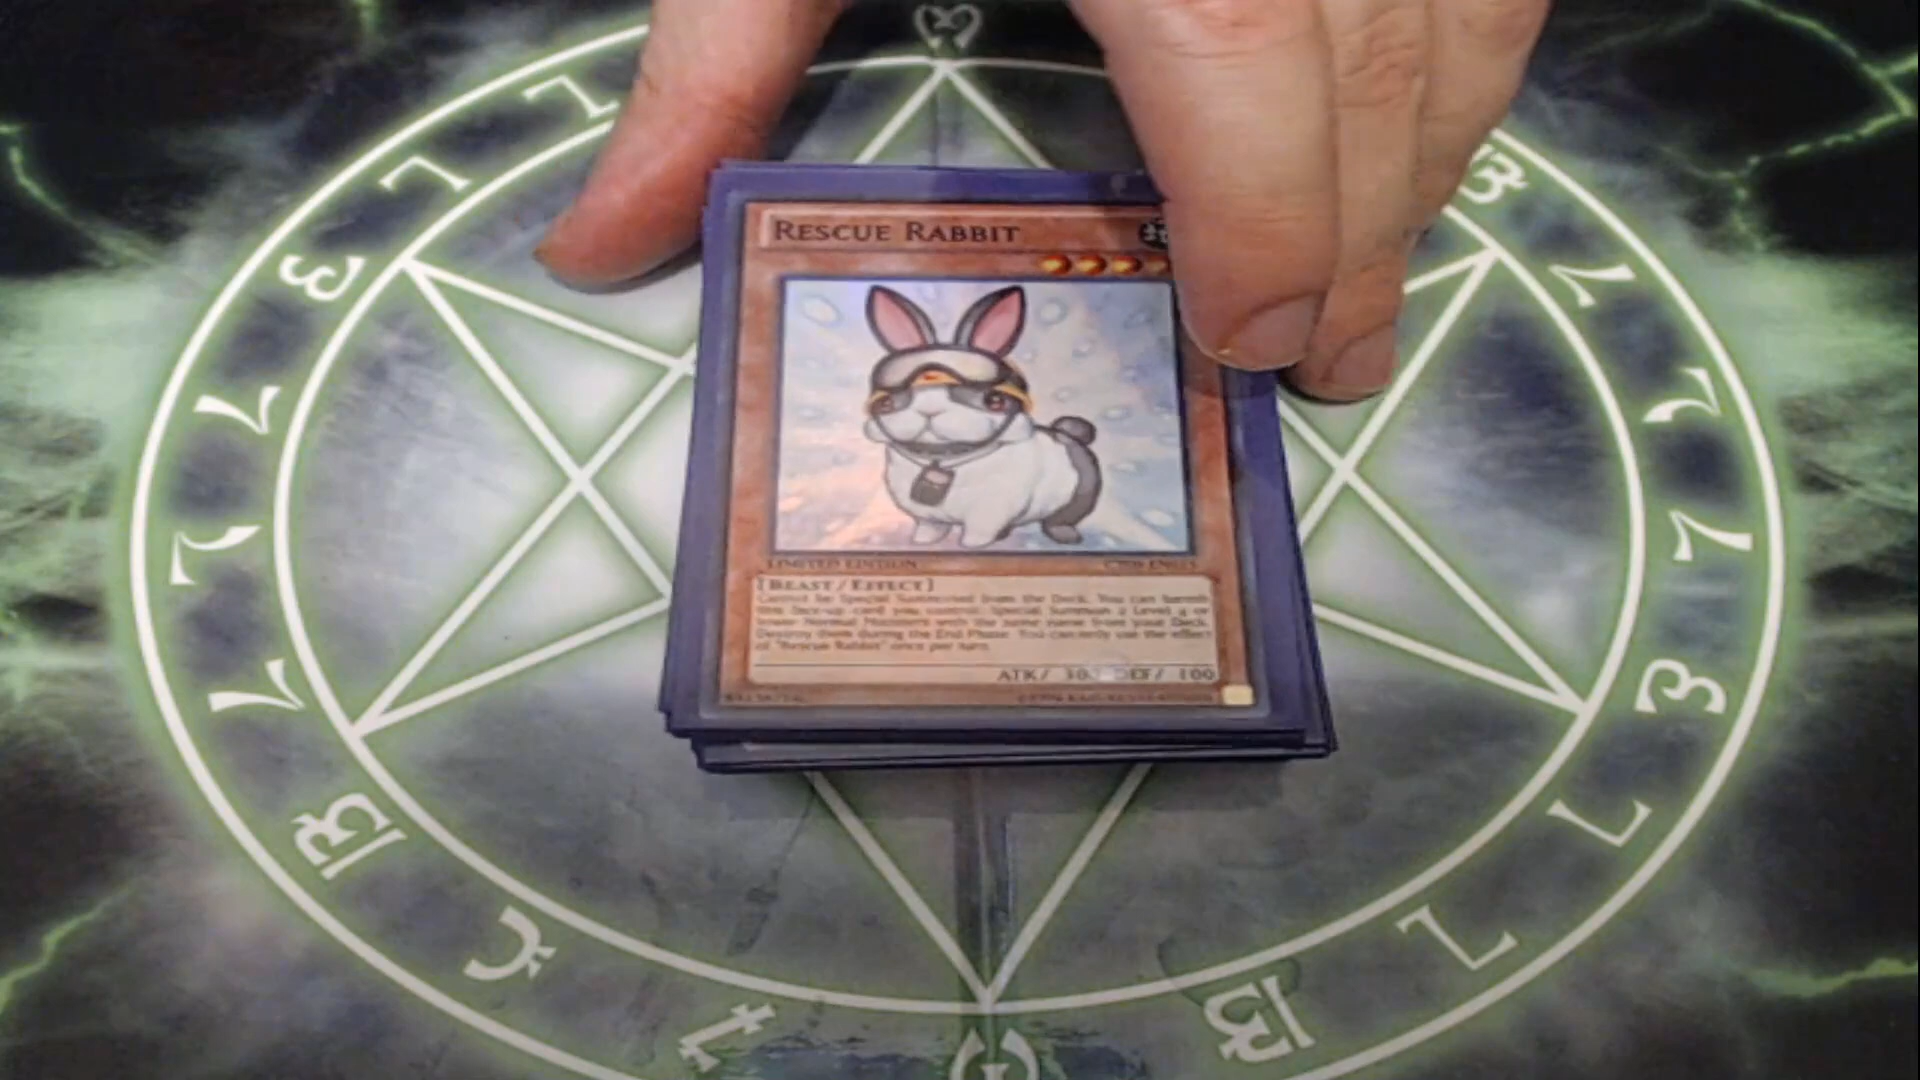 RESCUE RABBIT
LIMITED EDITION
[BEAST / EFFECT]
Cannot be Special Summoned from the Deck. You can banish
this face-up card you control; Special Summon 2 Level 4 or
lower Normal Monsters with the same name from your Deck.
Destroy them during the End Phase. You can only use the effect
of "Rescue Rabbit" once per turn.
ATK/ 300 DEF/ 100